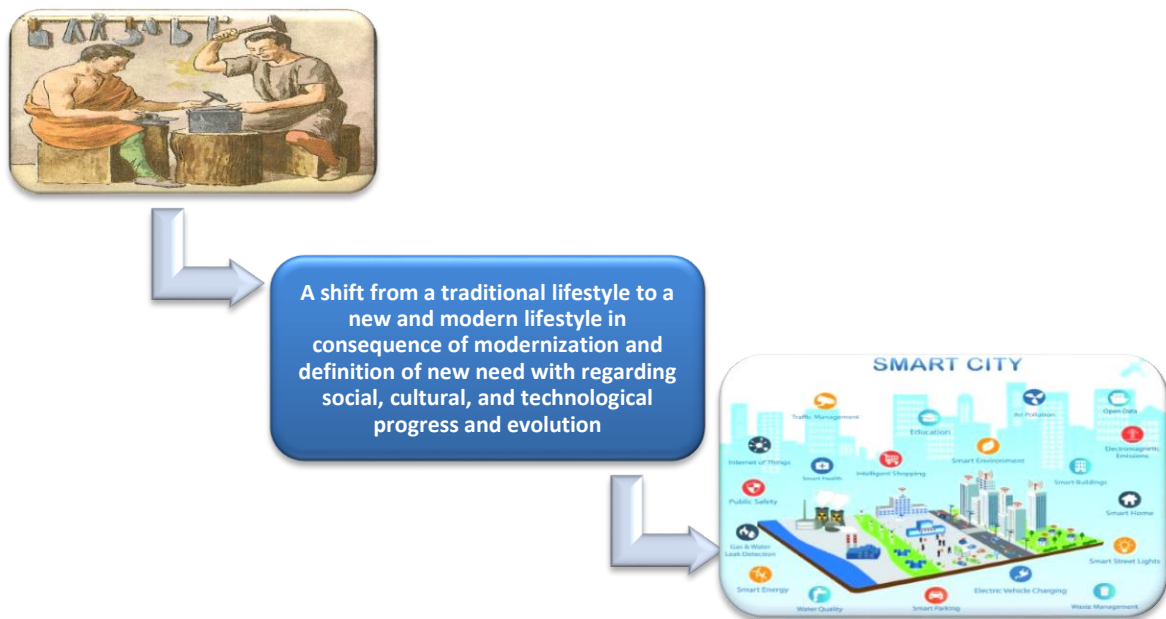 A shift from a traditional lifestyle to a
new and modern lifestyle in
consequence of modernization and
definition of new need with regarding
social, cultural, and technological
progress and evolution
SMART CITY
Traffic Management
Education
Air Pollution
Open Data
Internet of Things
Smart Health
Intelligent Shopping
Smart Environment
Smart Buildings
Electromagnetic
Emissions
Public Safety
Smart Home
Gas & Water
Leak Detection
Smart Street Lights
Smart Energy
Water Quality
Smart Parking
Electric Vehicle Charging
Waste Management